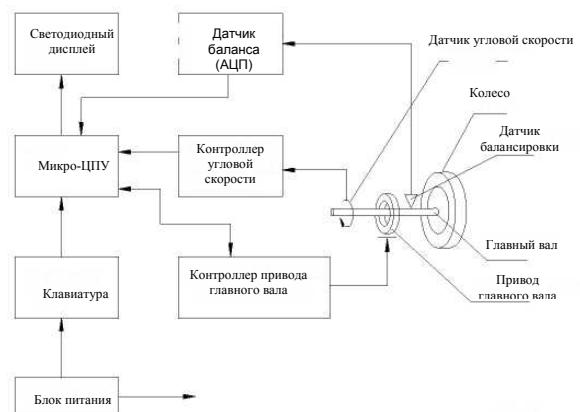 Светодиодный
дисплей
Датчик
баланса
(АЦП)
Датчик угловой скорости
Колесо
Датчик
балансировки
Микро-ЦПУ
Контроллер
угловой
скорости
Главный вал
Клавиатура
Контроллер привода
главного вала
Привод
главного вала
Блок питания